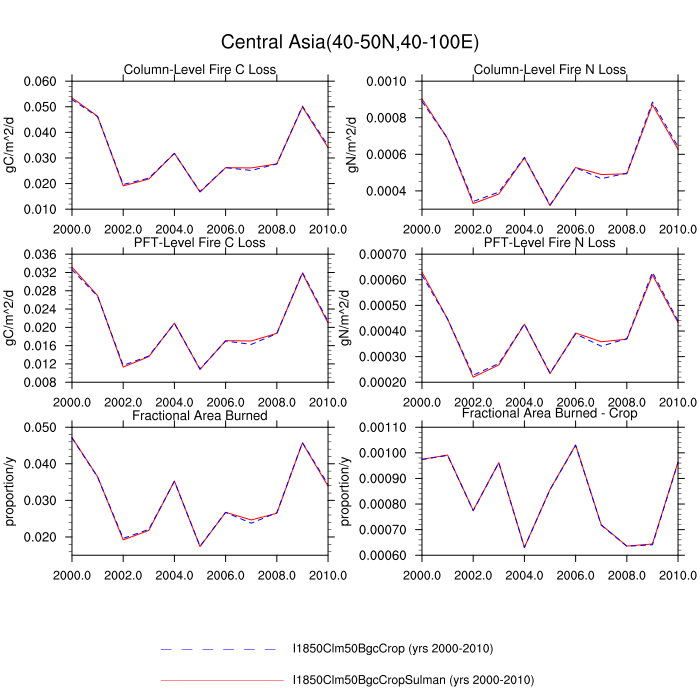 Central Asia(40-50N,40-100E)
Column-Level Fire C Loss
Column-Level Fire N Loss
gC/m^2/d
0.060
0.050
0.040
0.030
0.020
0.010
2000.0 2002.0 2004.0 2006.0 2008.0 2010.0
gN/m^2/d
0.0010
0.0008
0.0006
0.0004
2000.0 2002.0 2004.0 2006.0 2008.0 2010.0
PFT-Level Fire C Loss
PFT-Level Fire N Loss
gC/m^2/d
0.036
0.032
0.028
0.024
0.020
0.016
0.012
0.008
2000.0 2002.0 2004.0 2006.0 2008.0 2010.0
gN/m^2/d
0.00070
0.00060
0.00050
0.00040
0.00030
0.00020
2000.0 2002.0 2004.0 2006.0 2008.0 2010.0
Fractional Area Burned
Fractional Area Burned - Crop
proportion/y
0.050
0.040
0.030
0.020
2000.0 2002.0 2004.0 2006.0 2008.0 2010.0
proportion/y
0.00110
0.00100
0.00090
0.00080
0.00070
0.00060
2000.0 2002.0 2004.0 2006.0 2008.0 2010.0
I1850Clm50BgcCrop (yrs 2000-2010)
I1850Clm50BgcCropSulman (yrs 2000-2010)